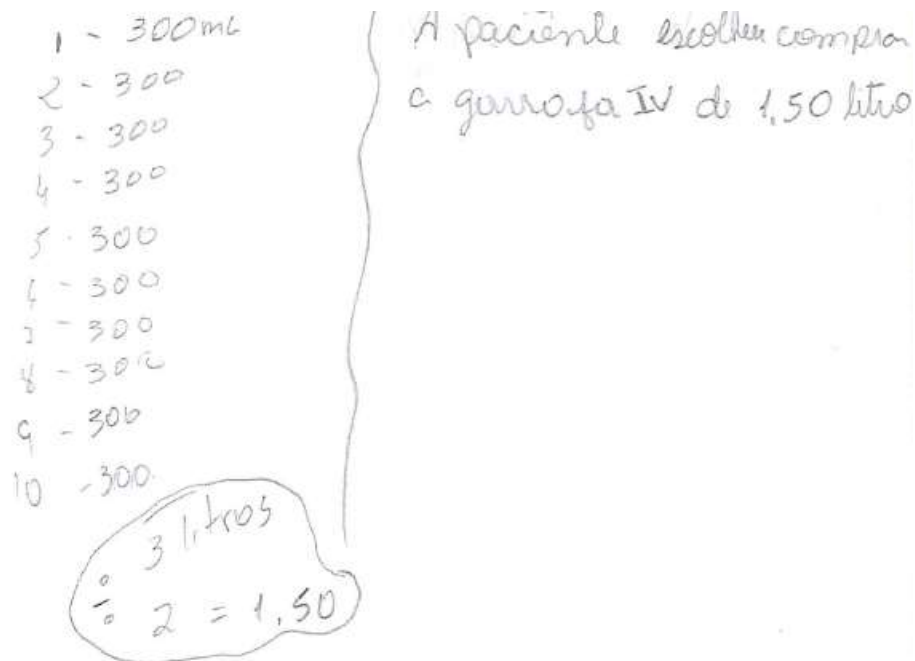 1 - 300mL
2 - 300
3 - 300
4 - 300
5 - 300
6 - 300
7 - 300
8 - 300
9 - 300
10 - 300
3 litros
÷ 2 = 1,50
A paciente escolheu comprar
a garrafa IV de 1,50 litro